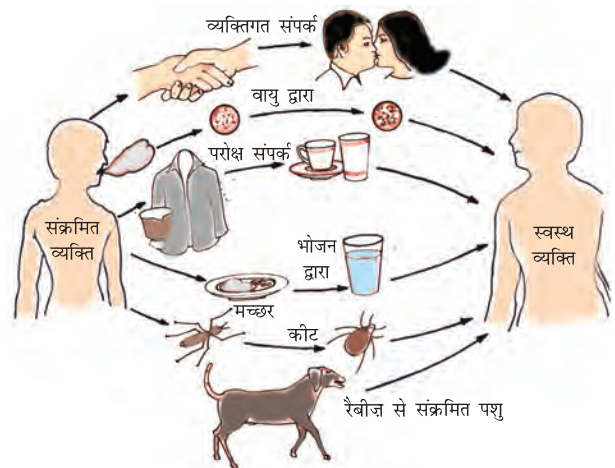 व्यक्तिगत संपर्क
वायु द्वारा
परोक्ष संपर्क
संक्रमित
व्यक्ति
स्वस्थ
व्यक्ति
भोजन
द्वारा
मच्छर
कीट
रैबीज़ से संक्रमित पशु